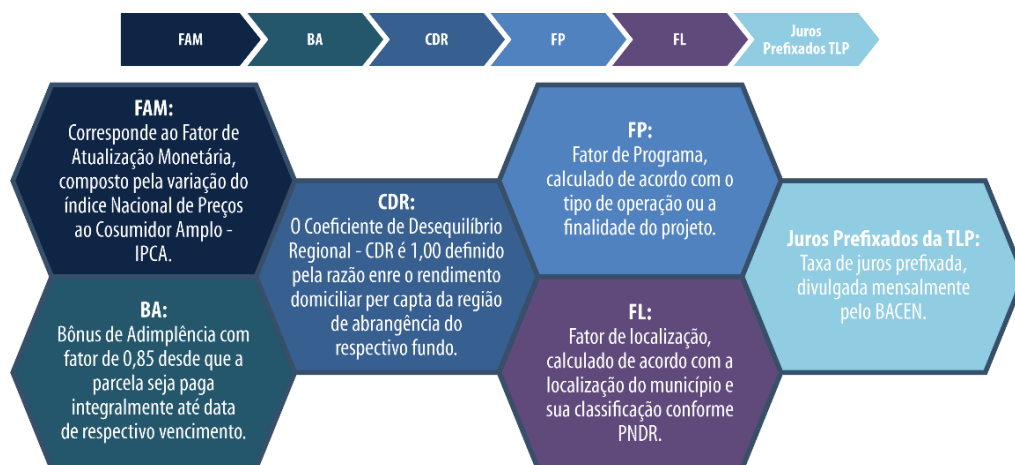 FAM
BA
CDR
FP
FL
Juros
Prefixados TLP
FAM:
Corresponde ao Fator de
Atualização Monetária,
composto pela variação do
índice Nacional de Preços
ao Cosumidor Amplo -
IPCA.
BA:
Bônus de Adimplência com
fator de 0,85 desde que a
parcela seja paga
integralmente até data
de respectivo vencimento.
CDR:
O Coeficiente de Desequilíbrio
Regional - CDR é 1,00 definido
pela razão enre o rendimento
domiciliar per capta da região
de abrangência do
respectivo fundo.
FP:
Fator de Programa,
calculado de acordo com o
tipo de operação ou a
finalidade do projeto.
FL:
Fator de localização,
calculado de acordo com a
localização do município e
sua classificação conforme
PNDR.
Juros Prefixados da TLP:
Taxa de juros prefixada,
divulgada mensalmente
pelo BACEN.